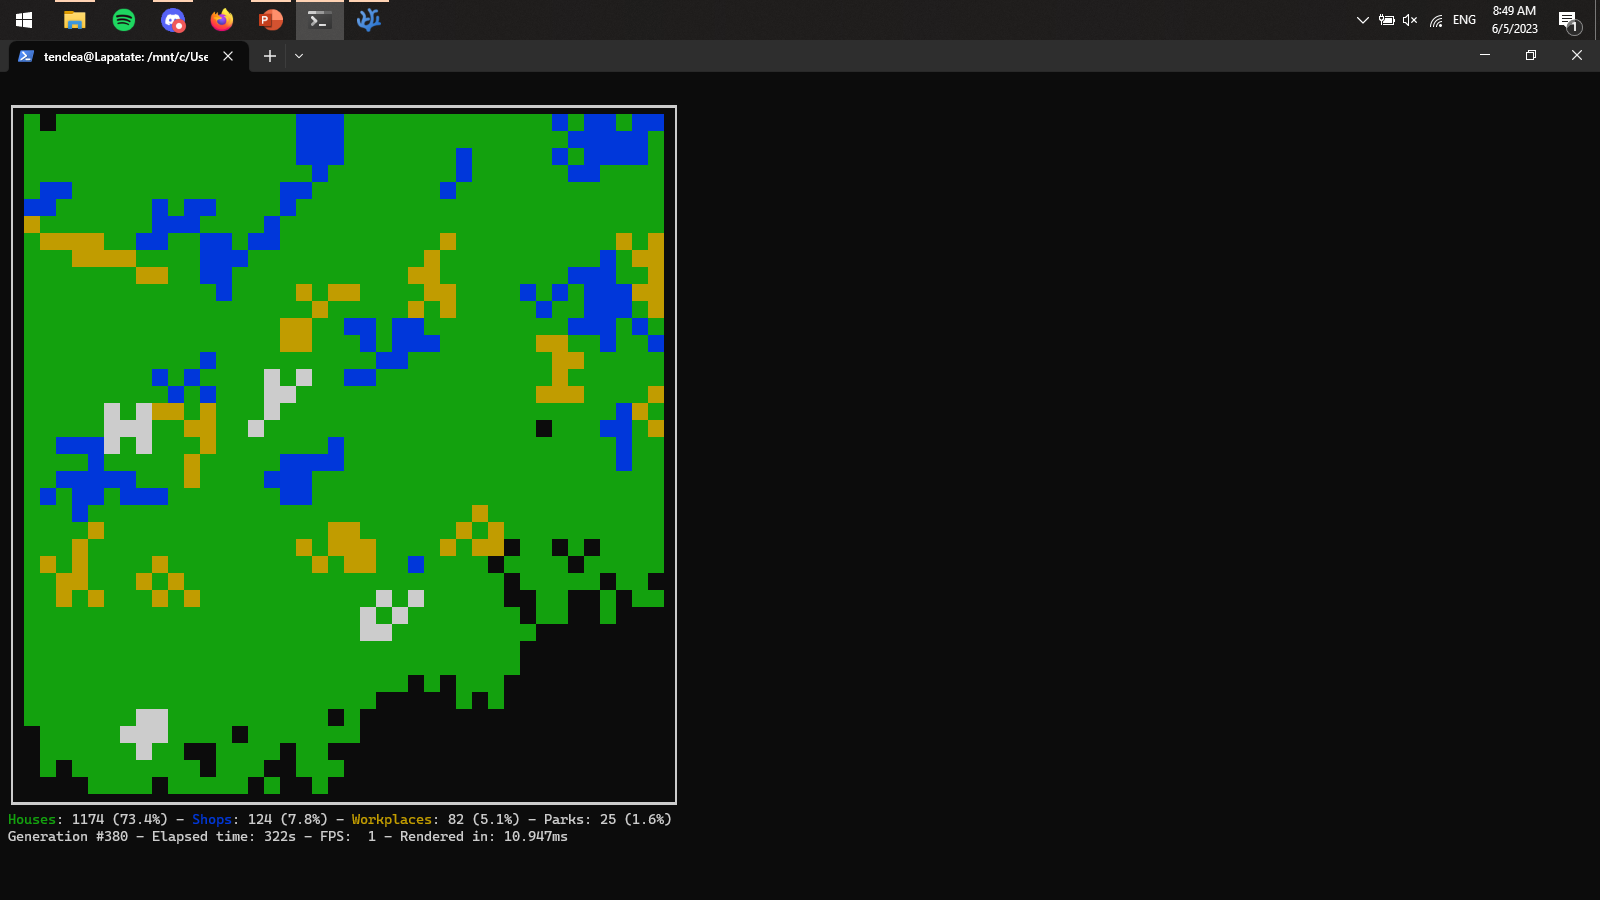 ENG
8:49 AM
6/5/2023
1
P
tenclea@Lapatate: /mnt/c/Use
Houses: 1174 (73.4%) – Shops: 124 (7.8%) – Workplaces: 82 (5.1%) – Parks: 25 (1.6%)
Generation #380 – Elapsed time: 322s – FPS:  1 – Rendered in: 10.947ms